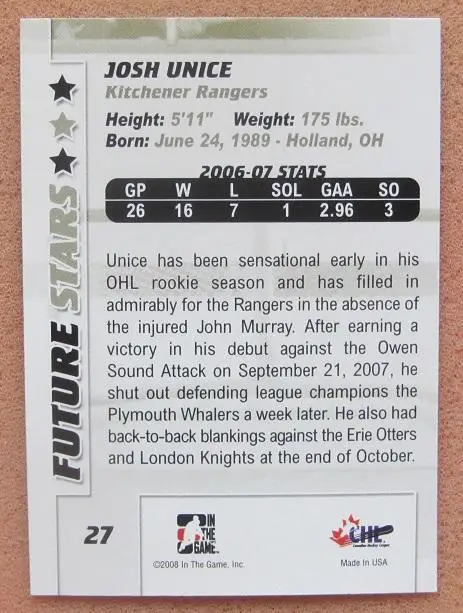 JOSH UNICE
Kitchener Rangers
Height: 5'11" Weight: 175 lbs.
Born: June 24, 1989 - Holland, OH
2006-07 STATS
GP W L SOL GAA SO
26 16 7 1 2.96 3
Unice has been sensational early in his
OHL rookie season and has filled in
admirably for the Rangers in the absence of
the injured John Murray. After earning a
victory in his debut against the Owen
Sound Attack on September 21, 2007, he
shut out defending league champions the
Plymouth Whalers a week later. He also had
back-to-back blankings against the Erie Otters
and London Knights at the end of October.
FUTURE STARS
27
IN
THE
GAME
©2008 In The Game, Inc.
CHL
Canadian Hockey League
Made In USA